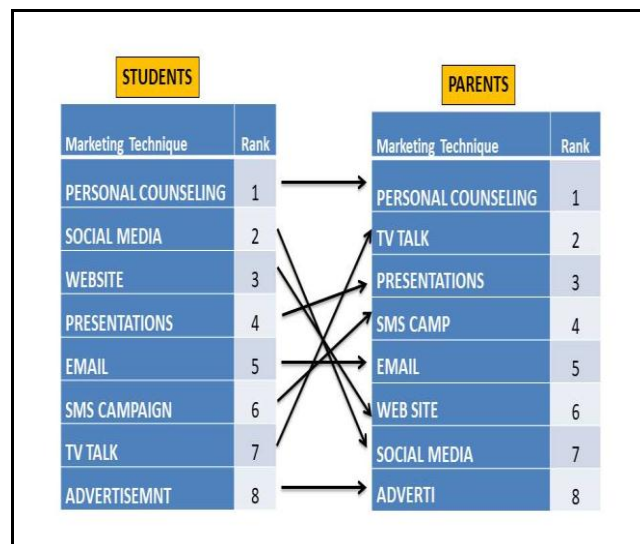 STUDENTS
Marketing Technique Rank
PERSONAL COUNSELING 1
SOCIAL MEDIA 2
WEBSITE 3
PRESENTATIONS 4
EMAIL 5
SMS CAMPAIGN 6
TV TALK 7
ADVERTISEMNT 8
PARENTS
Marketing Technique Rank
PERSONAL COUNSELING 1
TV TALK 2
PRESENTATIONS 3
SMS CAMP 4
EMAIL 5
WEB SITE 6
SOCIAL MEDIA 7
ADVERTI 8